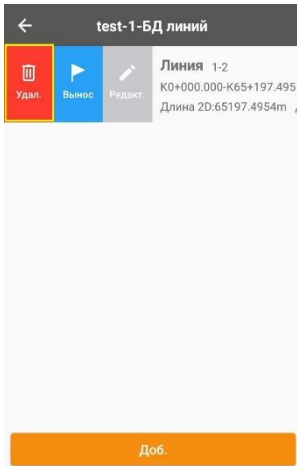 test-1-БД линий
Линия 1-2
K0+000.000-K65+197.495
Длина 2D:65197.4954m
Удал.
Вынос
Редакт.
Доб.